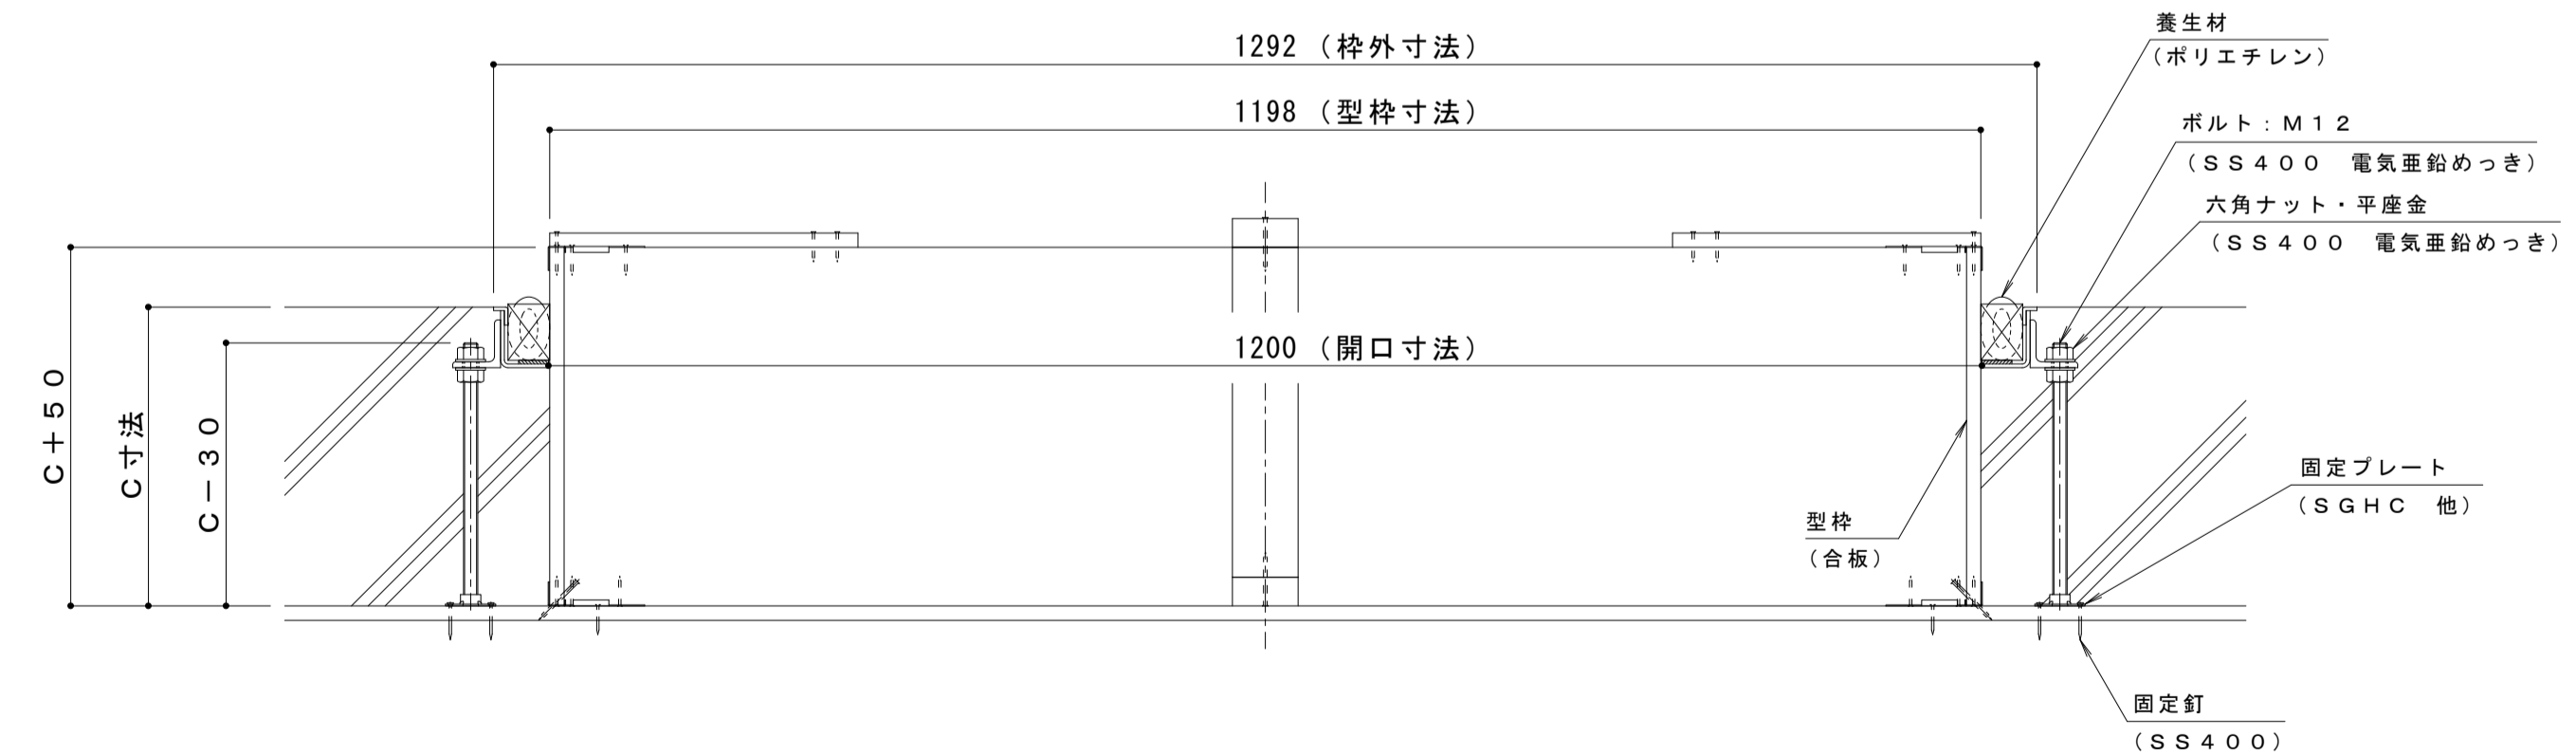 養生材
(ポリエチレン)
1292 (枠外寸法)
1198 (型枠寸法)
ボルト:M12
(SS400 電気亜鉛めっき)
六角ナット・平座金
(SS400 電気亜鉛めっき)
1200 (開口寸法)
C+50
C寸法
C-30
固定プレート
(SGHC 他)
型枠
(合板)
固定釘
(SS400)